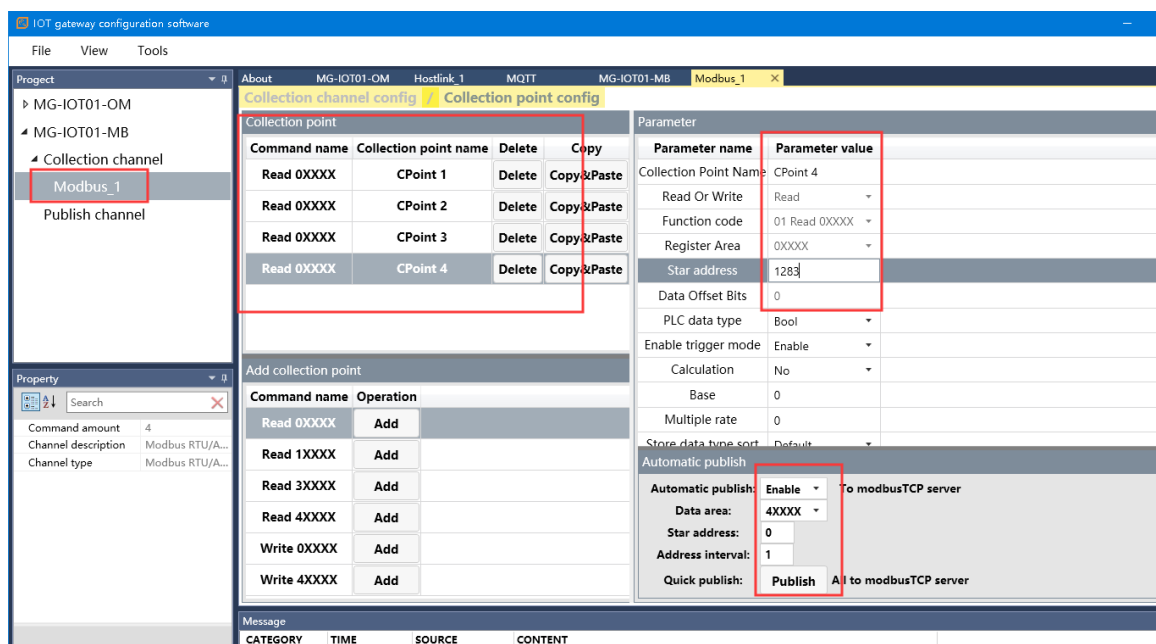 IOT gateway configuration software
File View Tools
Progect
MG-IOT01-OM
MG-IOT01-MB
Collection channel
Modbus_1
Publish channel
Property
Search
Command amount 4
Channel description Modbus RTU/A...
Channel type Modbus RTU/A...
About MG-IOT01-OM Hostlink_1 MQTT MG-IOT01-MB Modbus_1
Collection channel config / Collection point config
Collection point
Command name Collection point name Delete Copy
Read 0XXXX CPoint 1 Delete Copy&Paste
Read 0XXXX CPoint 2 Delete Copy&Paste
Read 0XXXX CPoint 3 Delete Copy&Paste
Read 0XXXX CPoint 4 Delete Copy&Paste
Add collection point
Command name Operation
Read 0XXXX Add
Read 1XXXX Add
Read 3XXXX Add
Read 4XXXX Add
Write 0XXXX Add
Write 4XXXX Add
Parameter
Parameter name Parameter value
Collection Point Name CPoint 4
Read Or Write Read
Function code 01 Read 0XXXX
Register Area 0XXXX
Star address 1283
Data Offset Bits 0
PLC data type Bool
Enable trigger mode Enable
Calculation No
Base 0
Multiple rate 0
Store data type sort Default
Automatic publish
Automatic publish: Enable To modbusTCP server
Data area: 4XXXX
Star address: 0
Address interval: 1
Quick publish: Publish All to modbusTCP server
Message
CATEGORY TIME SOURCE CONTENT